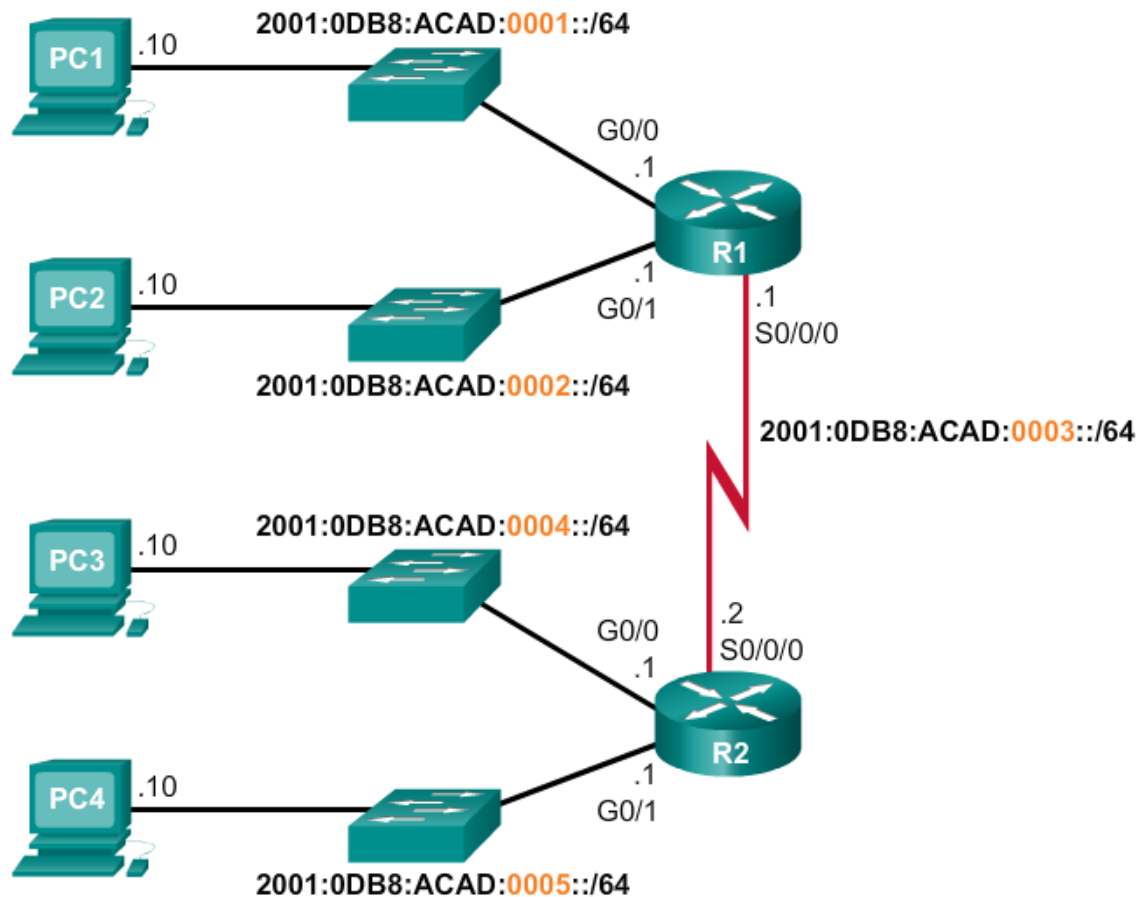 2001:0DB8:ACAD:0001::/64
PC1
.10
G0/0
.1
R1
PC2
.10
.1
G0/1
.1
S0/0/0
2001:0DB8:ACAD:0002::/64
2001:0DB8:ACAD:0003::/64
2001:0DB8:ACAD:0004::/64
PC3
.10
G0/0
.1
.2
S0/0/0
R2
PC4
.10
.1
G0/1
2001:0DB8:ACAD:0005::/64